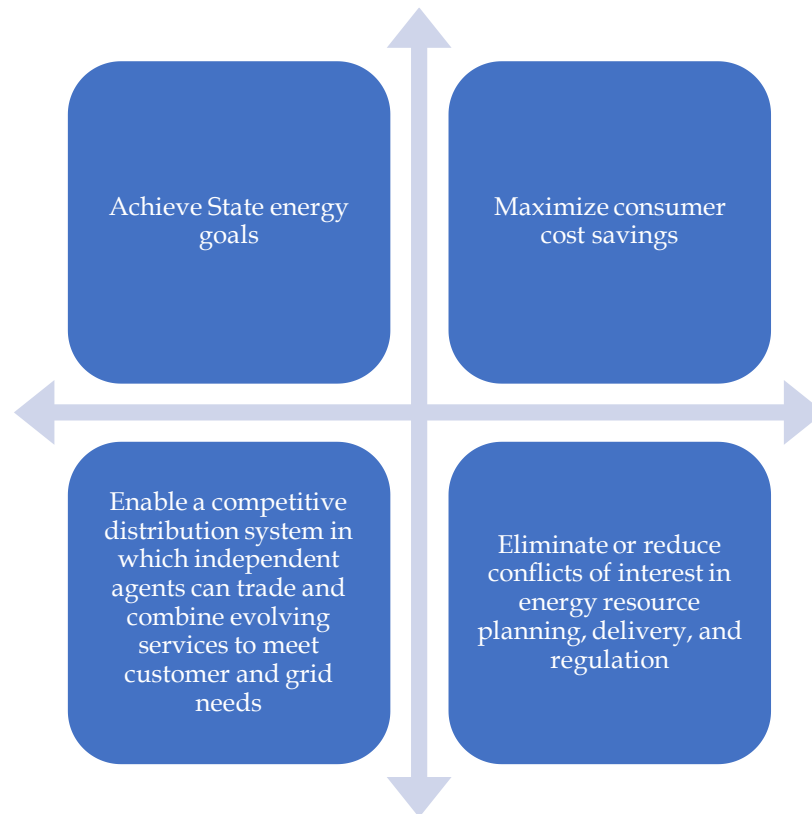 Achieve State energy
goals
Maximize consumer
cost savings
Enable a competitive
distribution system in
which independent
agents can trade and
combine evolving
services to meet
customer and grid
needs
Eliminate or reduce
conflicts of interest in
energy resource
planning, delivery, and
regulation